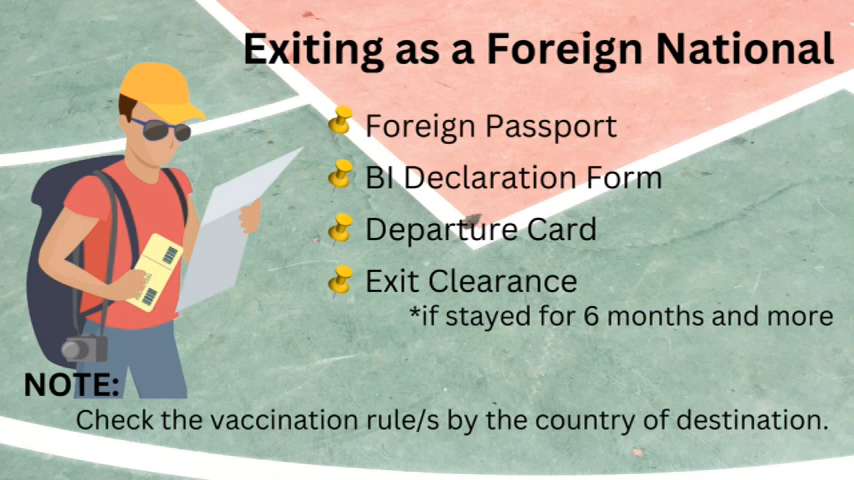 Exiting as a Foreign National
Foreign Passport
BI Declaration Form
Departure Card
Exit Clearance
*if stayed for 6 months and more
NOTE:
Check the vaccination rule/s by the country of destination.